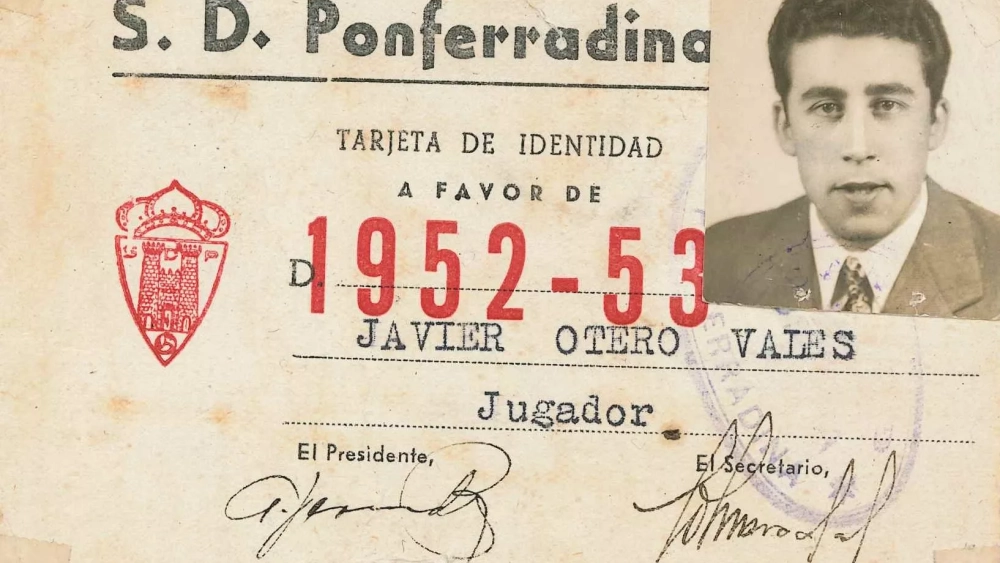 S. D. Ponferradina
TARJETA DE IDENTIDAD
A FAVOR DE
1952-53
D.
JAVIER OTERO VALES
Jugador.
El Presidente,
El Secretario,
S D P